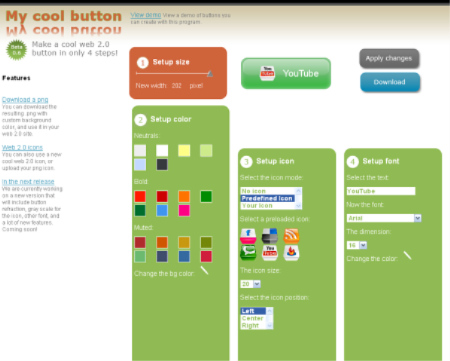 My cool button
View demo View a demo of buttons you
can create with this program.
Beta
Make a cool web 2.0
button in only 4 steps!
Features
Download a png
You can download the
resulting .png with
custom background
color, and use it in your
web 2.0 site.
Web 2.0 icons
You can also use a new
cool web 2.0 icon, or
upload your png icon.
In the next release
We are currently working
on a new version that
will include button
refraction, gray scale for
the icon, other font, and
a lot of new features.
Coming soon!
1 Setup size
New width: 202 pixel
YouTube
Apply changes
Download
2 Setup color
Neutrals:
Bold:
Muted:
Change the bg color:
3 Setup icon
Select the icon mode:
No icon
Predefined icon
Your icon
Select a preloaded icon:
The icon size:
20
Select the icon position:
Left
Center
Right
4 Setup font
Select the text:
YouTube
Now the font:
Arial
The dimension:
16
Change the color: